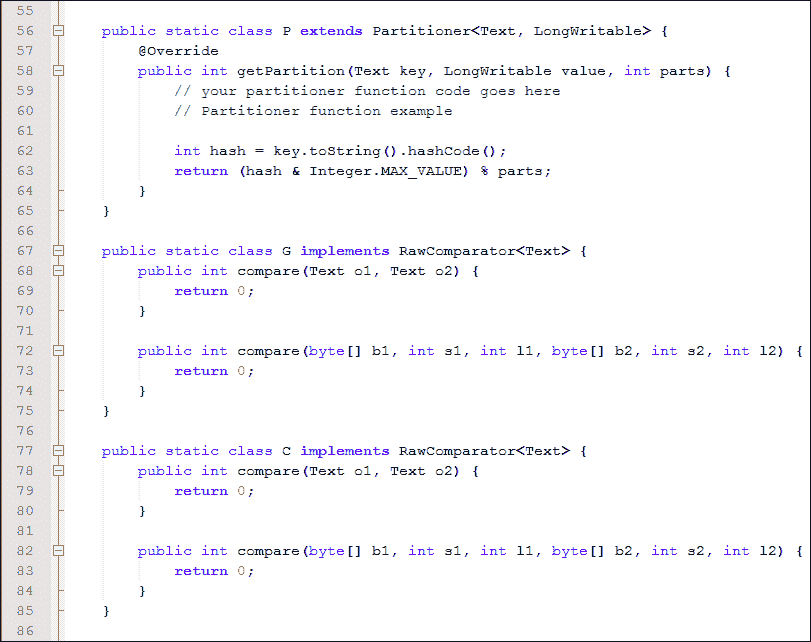 55
56 public static class P extends Partitioner<Text, LongWritable> {
57 @Override
58 public int getPartition(Text key, LongWritable value, int parts) {
59 // your partitioner function code goes here
60 // Partitioner function example
61
62 int hash = key.toString().hashCode();
63 return (hash & Integer.MAX_VALUE) % parts;
64 }
65 }
66
67 public static class G implements RawComparator<Text> {
68 public int compare(Text o1, Text o2) {
69 return 0;
70 }
71
72 public int compare(byte[] b1, int s1, int l1, byte[] b2, int s2, int l2) {
73 return 0;
74 }
75 }
76
77 public static class C implements RawComparator<Text> {
78 public int compare(Text o1, Text o2) {
79 return 0;
80 }
81
82 public int compare(byte[] b1, int s1, int l1, byte[] b2, int s2, int l2) {
83 return 0;
84 }
85 }
86